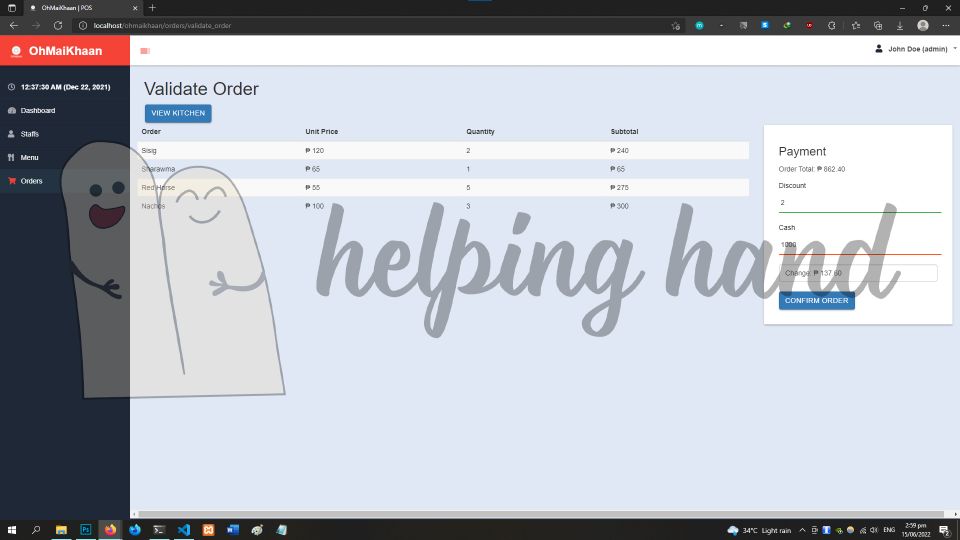 OhMaiKhaan | POS
localhost/ohmaikhaan/orders/validate_order
OhMaiKhaan
John Doe (admin)
12:37:30 AM (Dec 22, 2021)
Dashboard
Staffs
Menu
Orders
Validate Order
VIEW KITCHEN
Order Unit Price Quantity Subtotal
Sisig ₱ 120 2 ₱ 240
Sharawma ₱ 65 1 ₱ 65
Red Horse ₱ 55 5 ₱ 275
Nachos ₱ 100 3 ₱ 300
Payment
Order Total: ₱ 862.40
Discount
2
Cash
1000
Change: ₱ 137.60
CONFIRM ORDER
helping hand
34°C Light rain
ENG
2:59 pm
15/06/2022
2